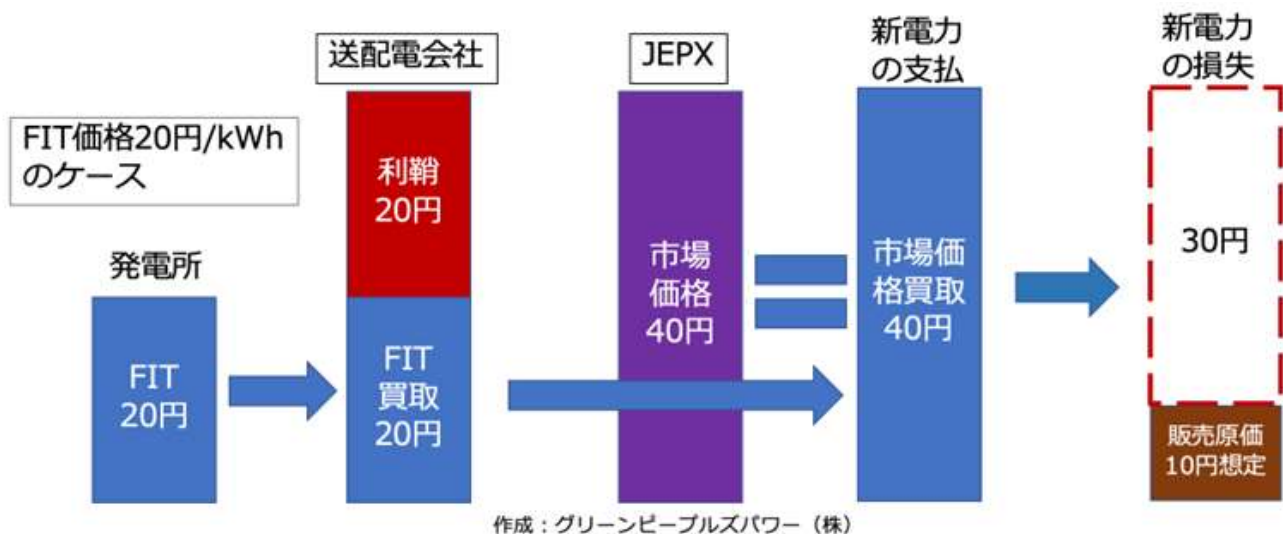 送配電会社
JEPX
新電力
の支払
新電力
の損失
FIT価格20円/kWh
のケース
発電所
FIT
20円
利鞘
20円
FIT
買取
20円
市場
価格
40円
市場価
格買取
40円
30円
販売原価
10円想定
作成：グリーンピープルズパワー（株）